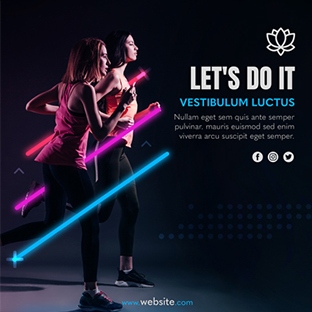 LET'S DO IT
VESTIBULUM LUCTUS
Nullam eget sem quis ante semper
pulvinar. mauris euismod sed enim
viverra arcu suscipit eget semper.
www.website.com